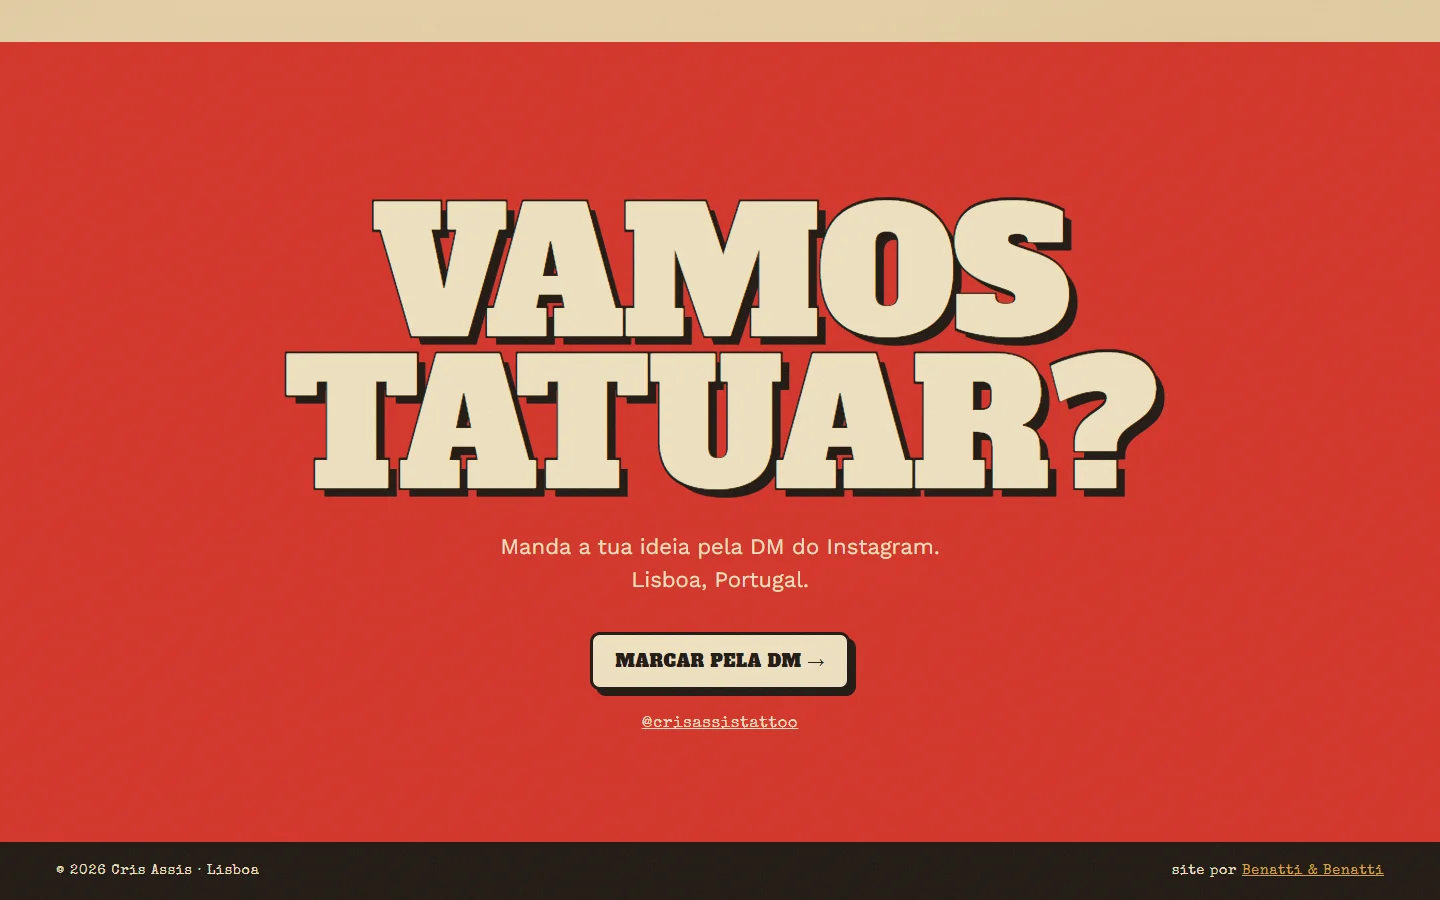 VAMOS
TATUAR?
Manda a tua ideia pela DM do Instagram.
Lisboa, Portugal.
MARCAR PELA DM →
@crisassistattoo
© 2026 Cris Assis · Lisboa
site por Benatti & Benatti